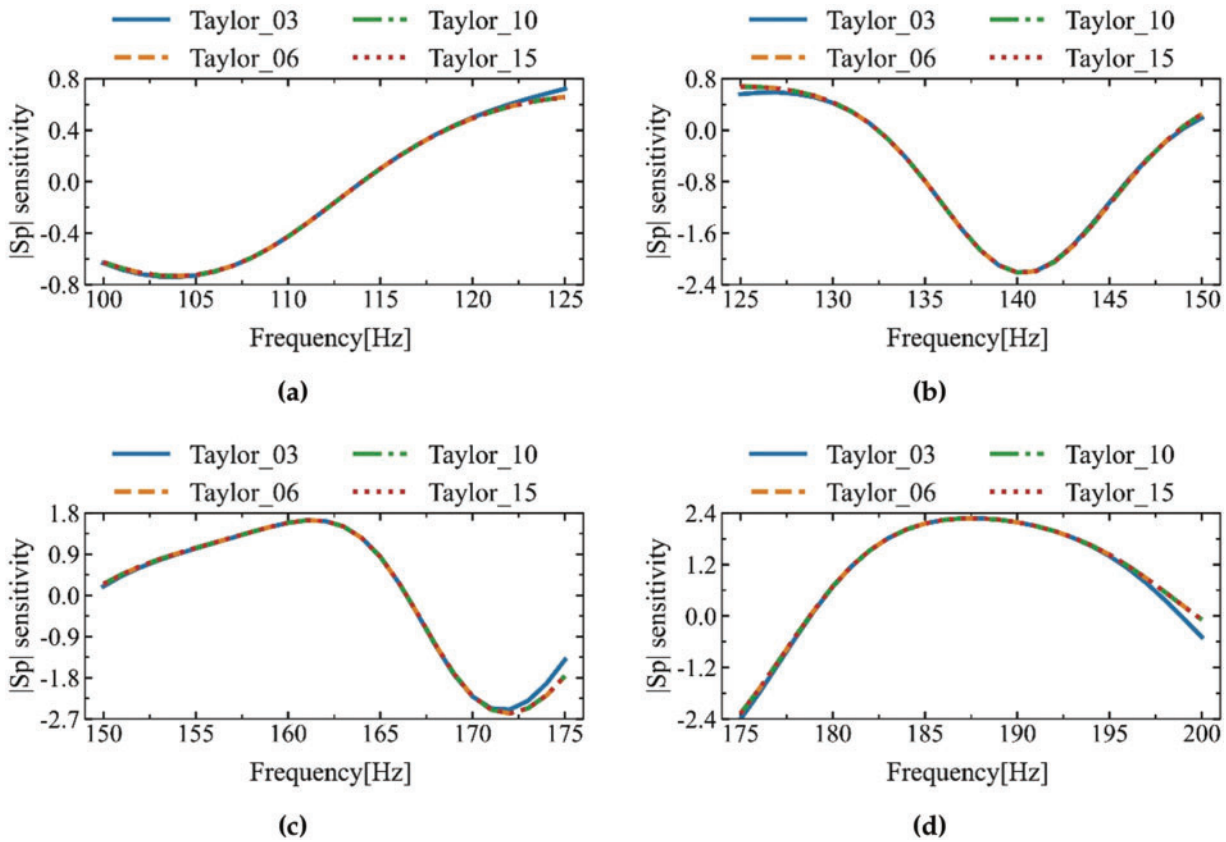 Taylor_03 Taylor_10
Taylor_06 Taylor_15
|Sp| sensitivity
0.8
0.4
0.0
-0.4
-0.8
100 105 110 115 120 125
Frequency[Hz]
(a)
Taylor_03 Taylor_10
Taylor_06 Taylor_15
|Sp| sensitivity
0.8
0.0
-0.8
-1.6
-2.4
125 130 135 140 145 150
Frequency[Hz]
(b)
Taylor_03 Taylor_10
Taylor_06 Taylor_15
|Sp| sensitivity
1.8
0.9
0.0
-0.9
-1.8
-2.7
150 155 160 165 170 175
Frequency[Hz]
(c)
Taylor_03 Taylor_10
Taylor_06 Taylor_15
|Sp| sensitivity
2.4
1.2
0.0
-1.2
-2.4
175 180 185 190 195 200
Frequency[Hz]
(d)